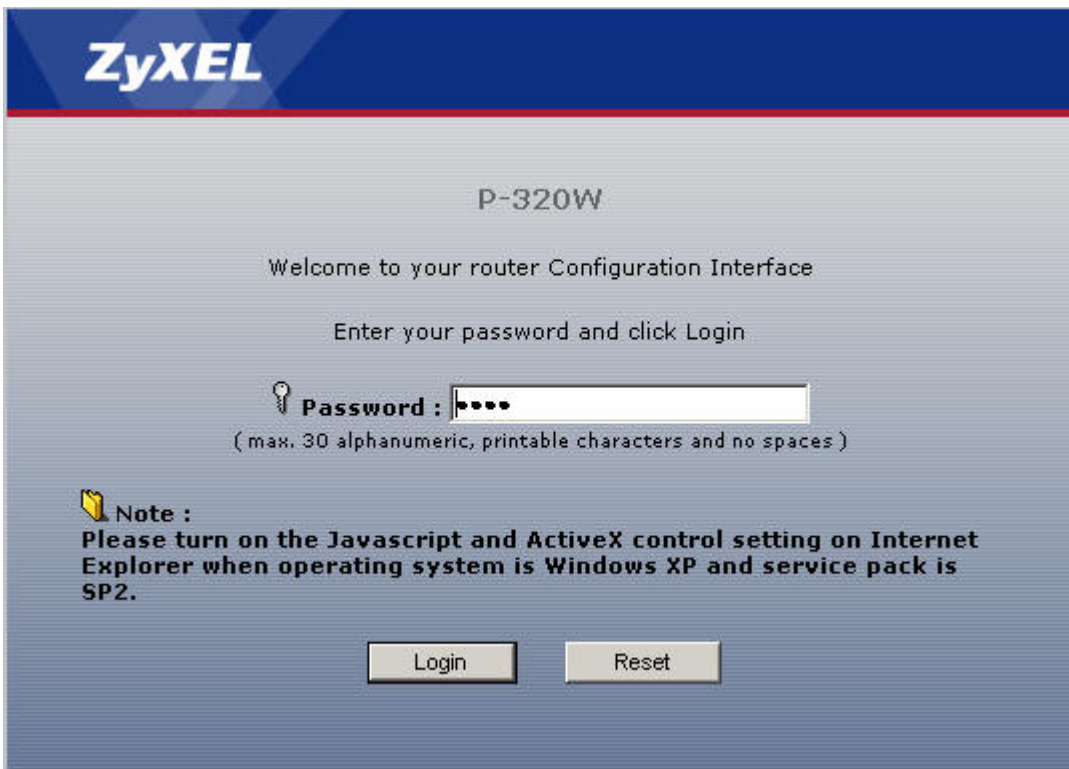 ZyXEL
P-320W
Welcome to your router Configuration Interface
Enter your password and click Login
Password : ••••
( max. 30 alphanumeric, printable characters and no spaces )
Note :
Please turn on the Javascript and ActiveX control setting on Internet
Explorer when operating system is Windows XP and service pack is
SP2.
Login Reset